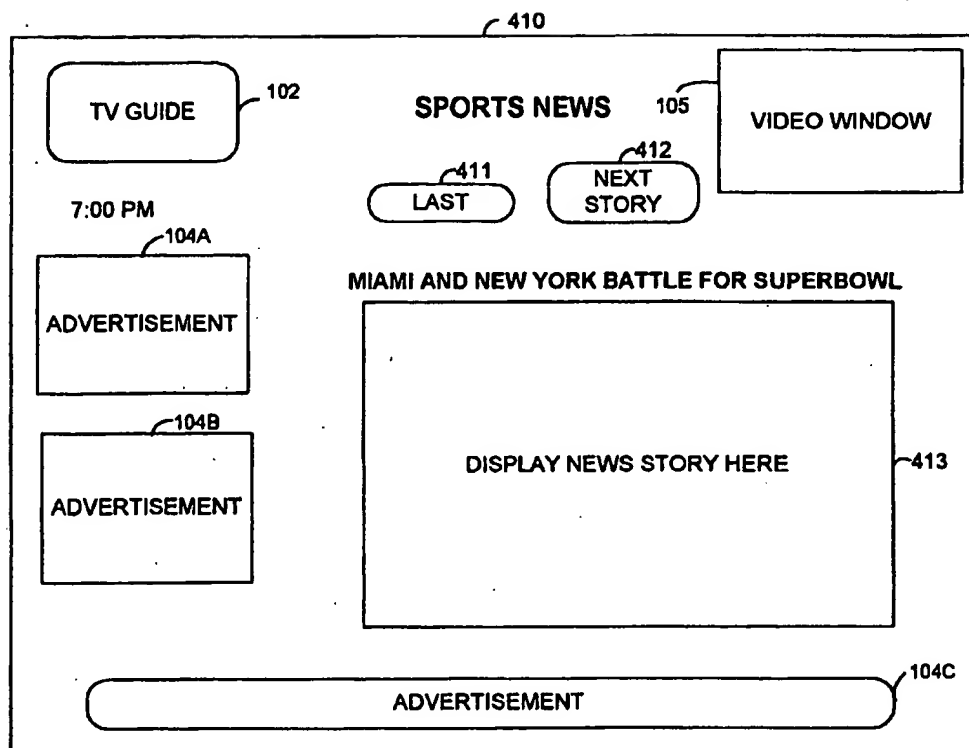 410
TV GUIDE
102
SPORTS NEWS
105
VIDEO WINDOW
411
LAST
412
NEXT
STORY
7:00 PM
104A
ADVERTISEMENT
MIAMI AND NEW YORK BATTLE FOR SUPERBOWL
104B
ADVERTISEMENT
DISPLAY NEWS STORY HERE
413
104C
ADVERTISEMENT